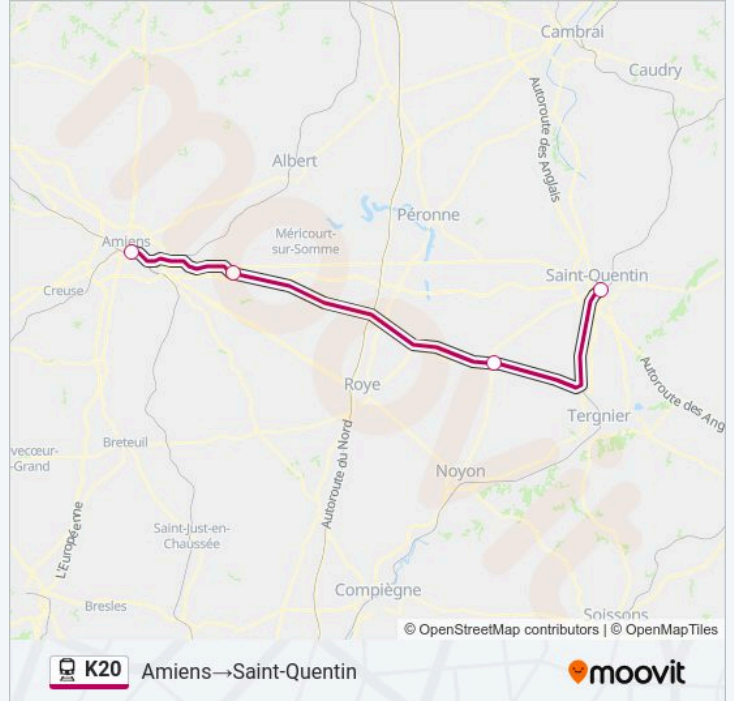 Cambrai
Caudry
Autoroute des Anglais
Albert
Péronne
Méricourt-
sur-Somme
Amiens
Saint-Quentin
Creuse
Autoroute des Ang
Roye
Tergnier
vecœur-
-Grand
Breteuil
Autoroute du Nord
Noyon
L'Européenne
Saint-Just-en-
Chaussée
Compiègne
Bresles
Soissons
© OpenStreetMap contributors | © OpenMapTiles
K20 Amiens→Saint-Quentin
moovit
moovit